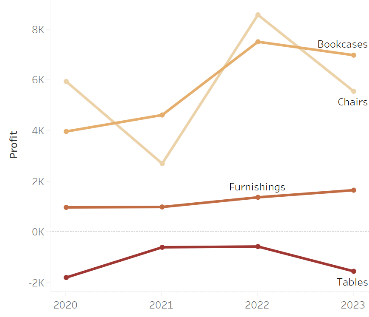 8K
Bookcases
6K
Chairs
Profit
4K
2K
Furnishings
0K
-2K
Tables
2020 2021 2022 2023